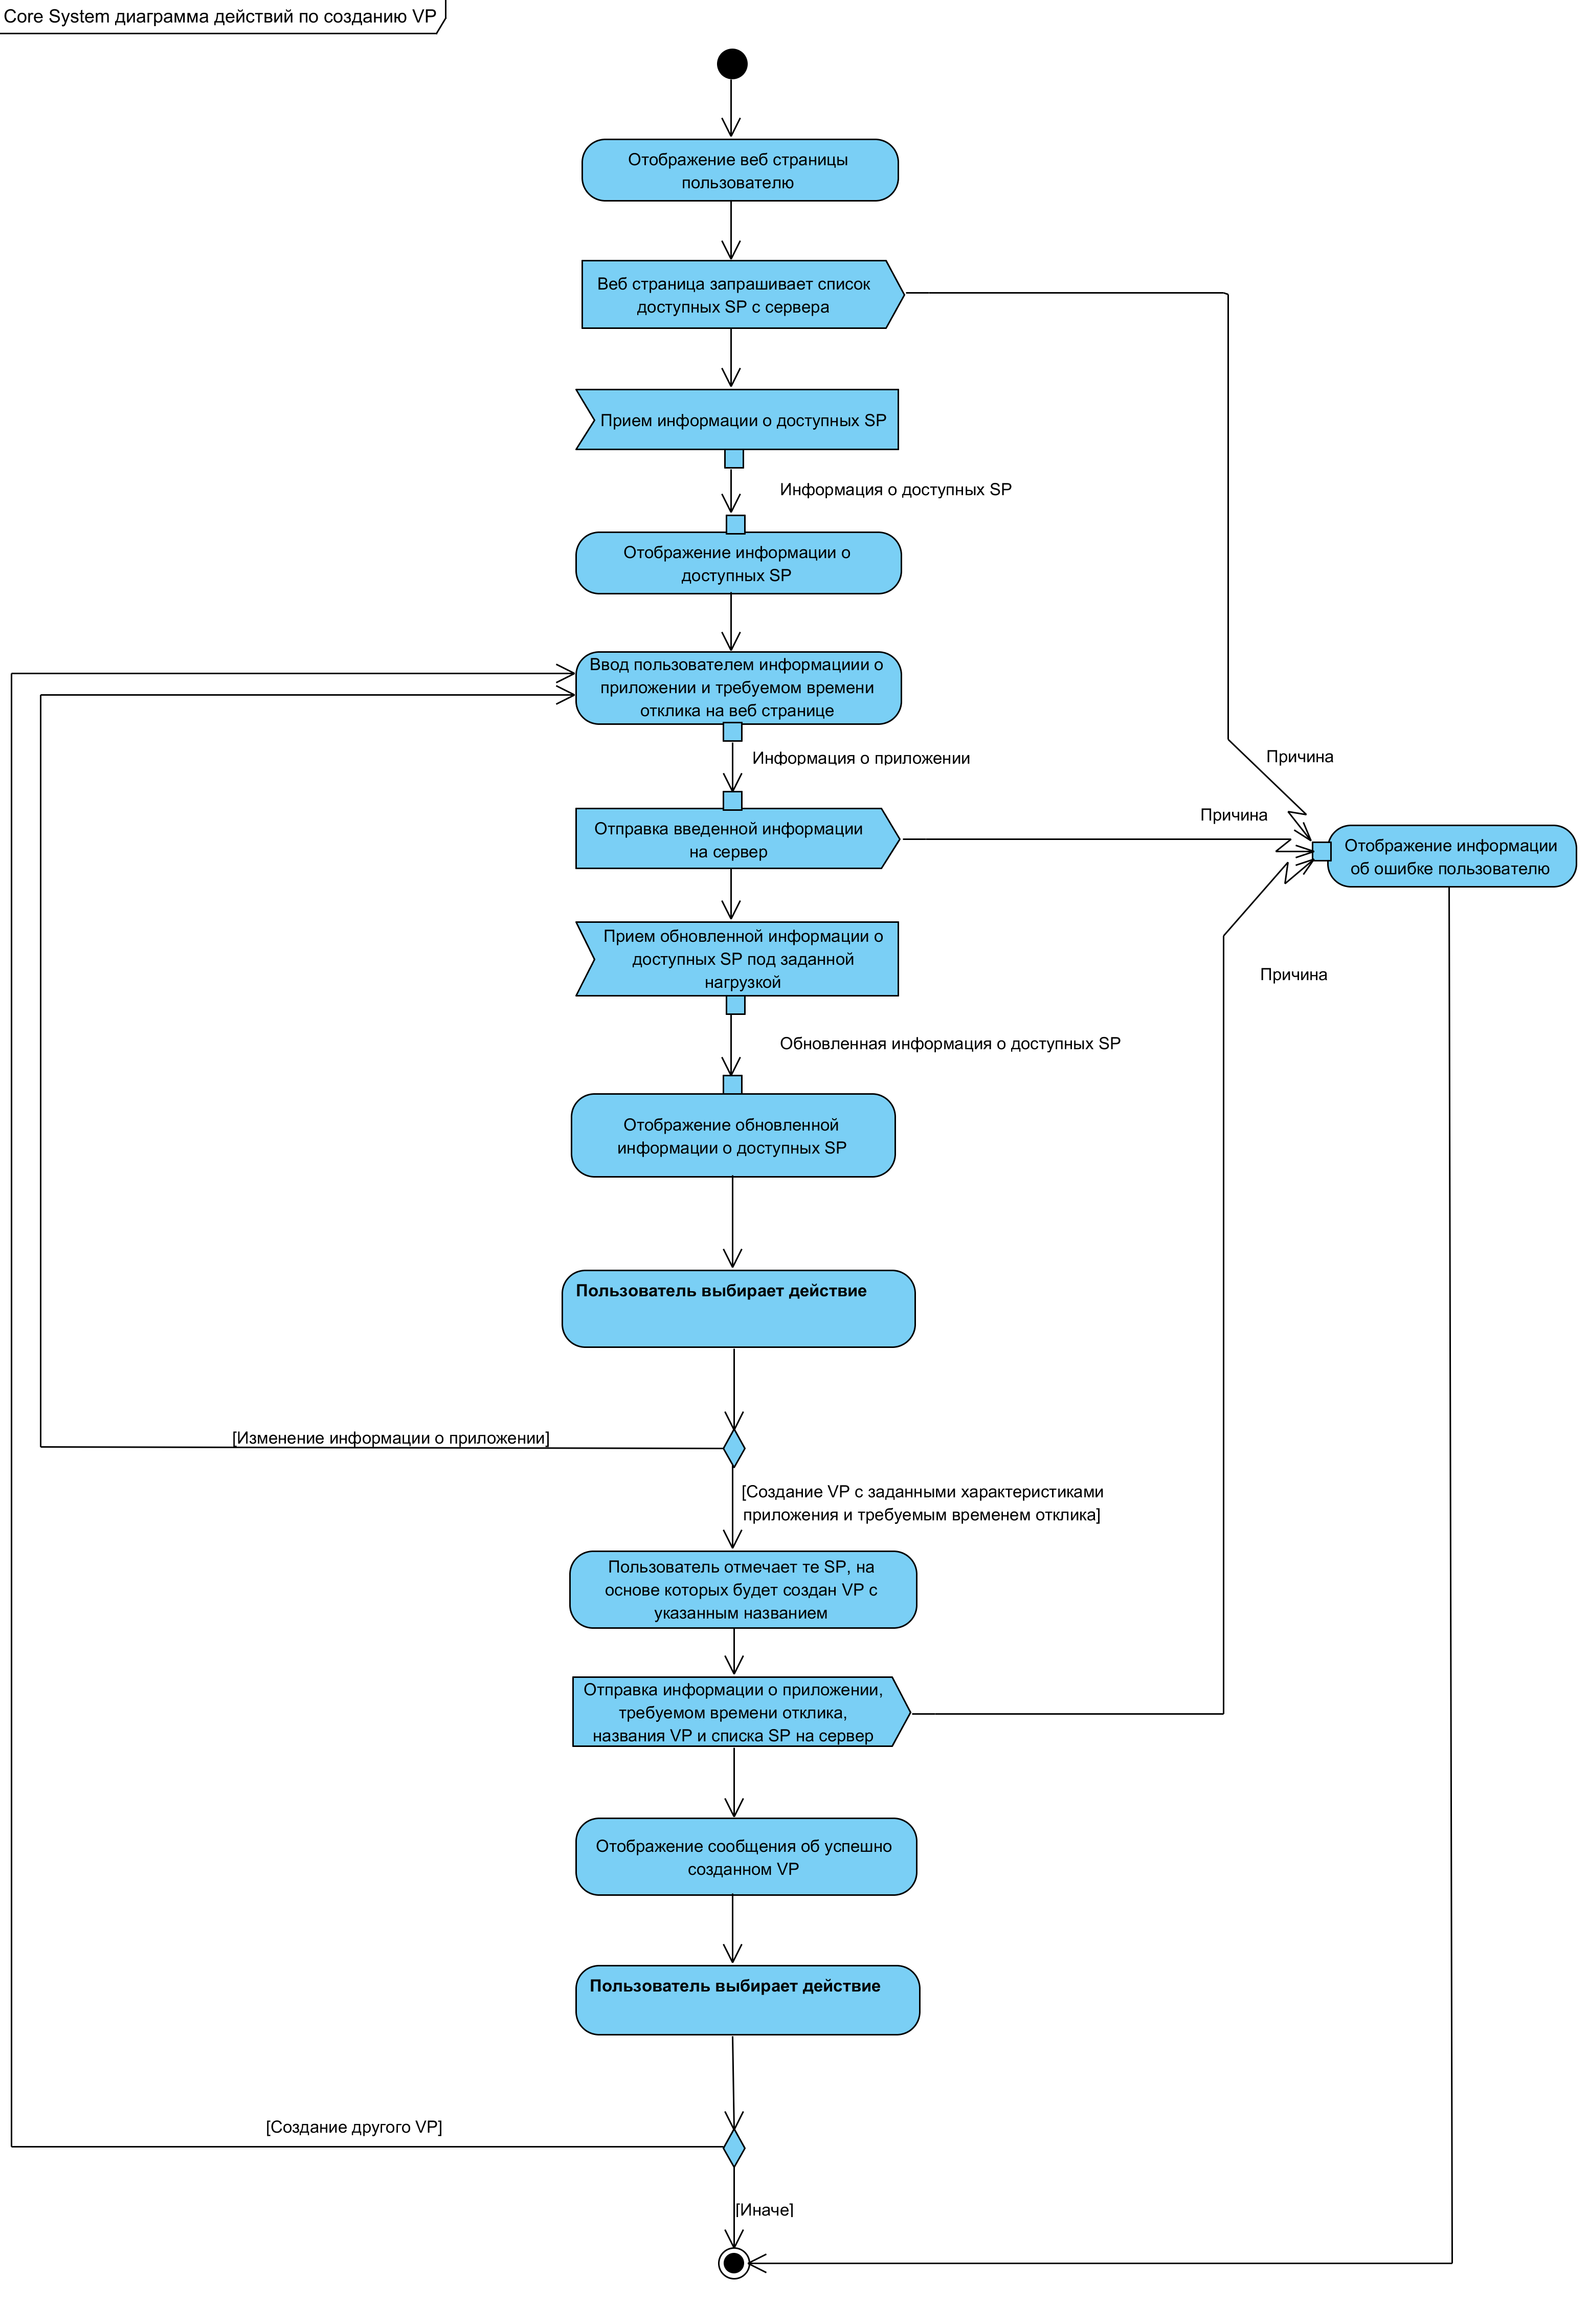 Core System диаграмма действий по созданию VP
Отображение веб страницы
пользователю
Веб страница запрашивает список
доступных SP с сервера
Прием информации о доступных SP
Информация о доступных SP
Отображение информации о
доступных SP
Ввод пользователем информациии о
приложении и требуемом времени
отклика на веб странице
Информация о приложении
Причина
Причина
Отправка введенной информации
на сервер
Отображение информации
об ошибке пользователю
Прием обновленной информации о
доступных SP под заданной
нагрузкой
Причина
Обновленная информация о доступных SP
Отображение обновленной
информации о доступных SP
Пользователь выбирает действие
[Изменение информации о приложении]
[Создание VP с заданными характеристиками
приложения и требуемым временем отклика]
Пользователь отмечает те SP, на
основе которых будет создан VP с
указанным названием
Отправка информации о приложении,
требуемом времени отклика,
названия VP и списка SP на сервер
Отображение сообщения об успешно
созданном VP
Пользователь выбирает действие
[Создание другого VP]
[Иначе]